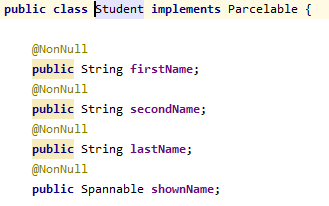 public class Student implements Parcelable {
@NonNull
public String firstName;
@NonNull
public String secondName;
@NonNull
public String lastName;
@NonNull
public Spannable shownName;